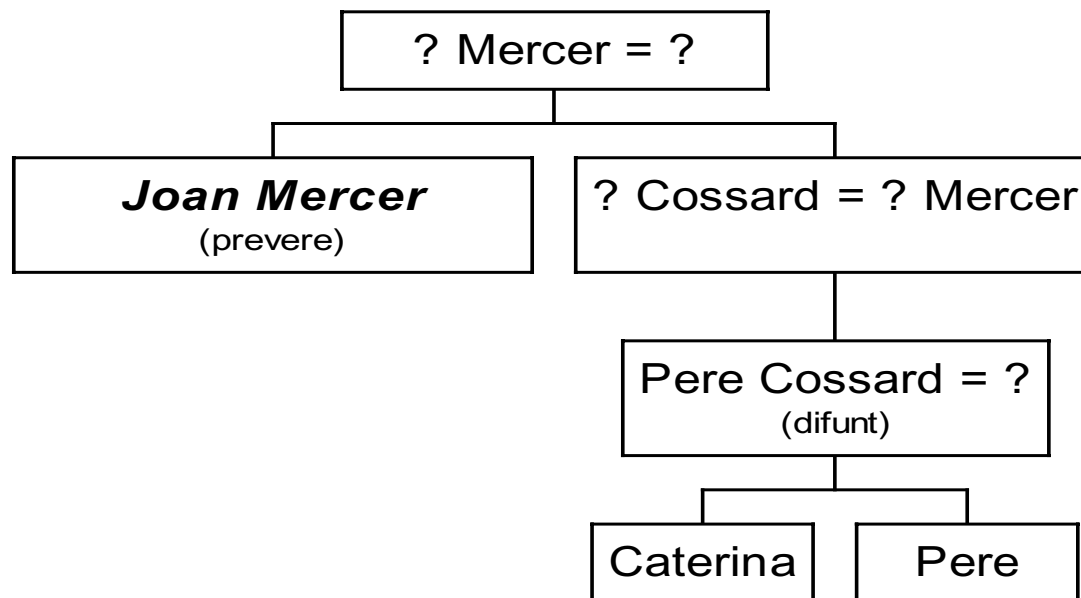 ? Mercer = ?
Joan Mercer
(prevere)
? Cossard = ? Mercer
Pere Cossard = ?
(difunt)
Caterina
Pere